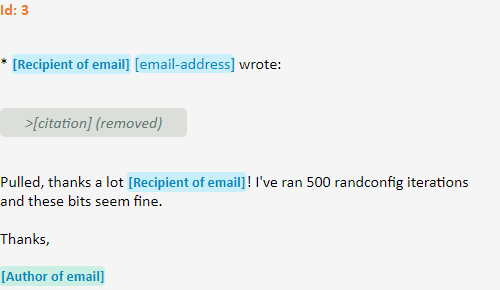 Id: 3
* [Recipient of email] [email-address] wrote:
>[citation] (removed)
Pulled, thanks a lot [Recipient of email]! I've ran 500 randconfig iterations
and these bits seem fine.
Thanks,
[Author of email]